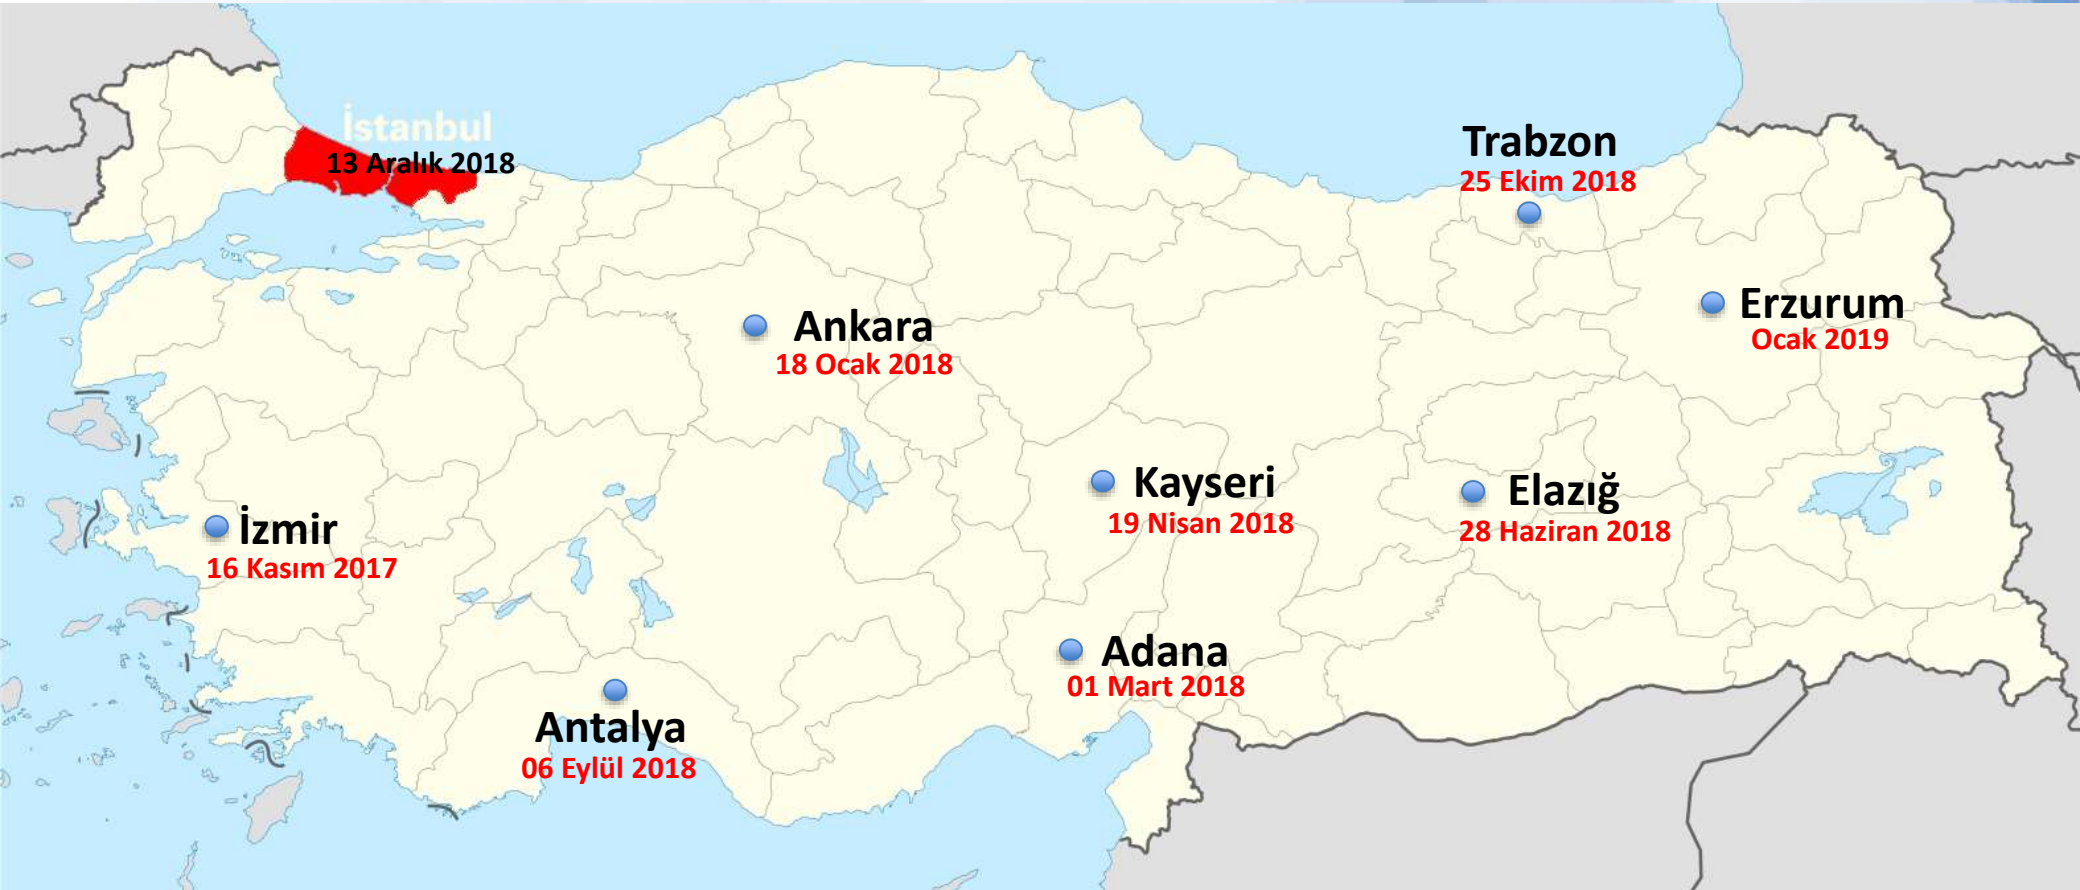 İstanbul
13 Aralık 2018
Trabzon
25 Ekim 2018
Erzurum
Ocak 2019
Ankara
18 Ocak 2018
Kayseri
19 Nisan 2018
Elazığ
28 Haziran 2018
İzmir
16 Kasım 2017
Adana
01 Mart 2018
Antalya
06 Eylül 2018